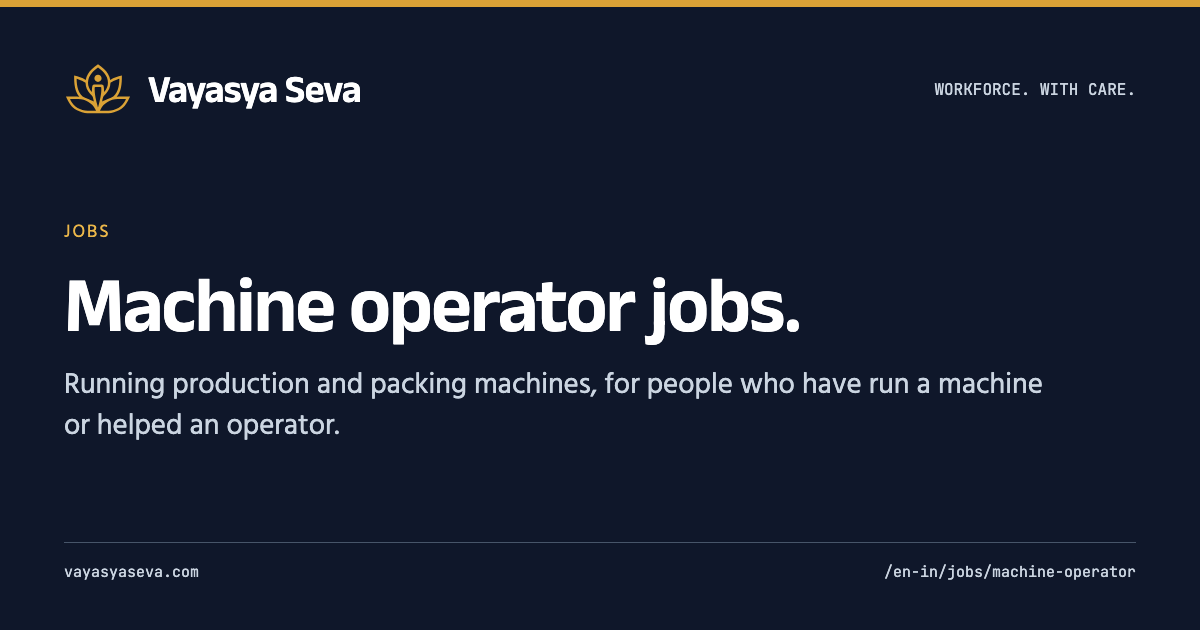 Vayasya Seva
WORKFORCE. WITH CARE.
JOBS
Machine operator jobs.
Running production and packing machines, for people who have run a machine
or helped an operator.
vayasyaseva.com
/en-in/jobs/machine-operator